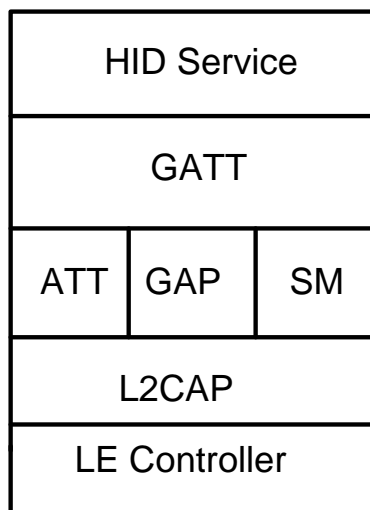 HID Service
GATT
ATT GAP SM
L2CAP
LE Controller